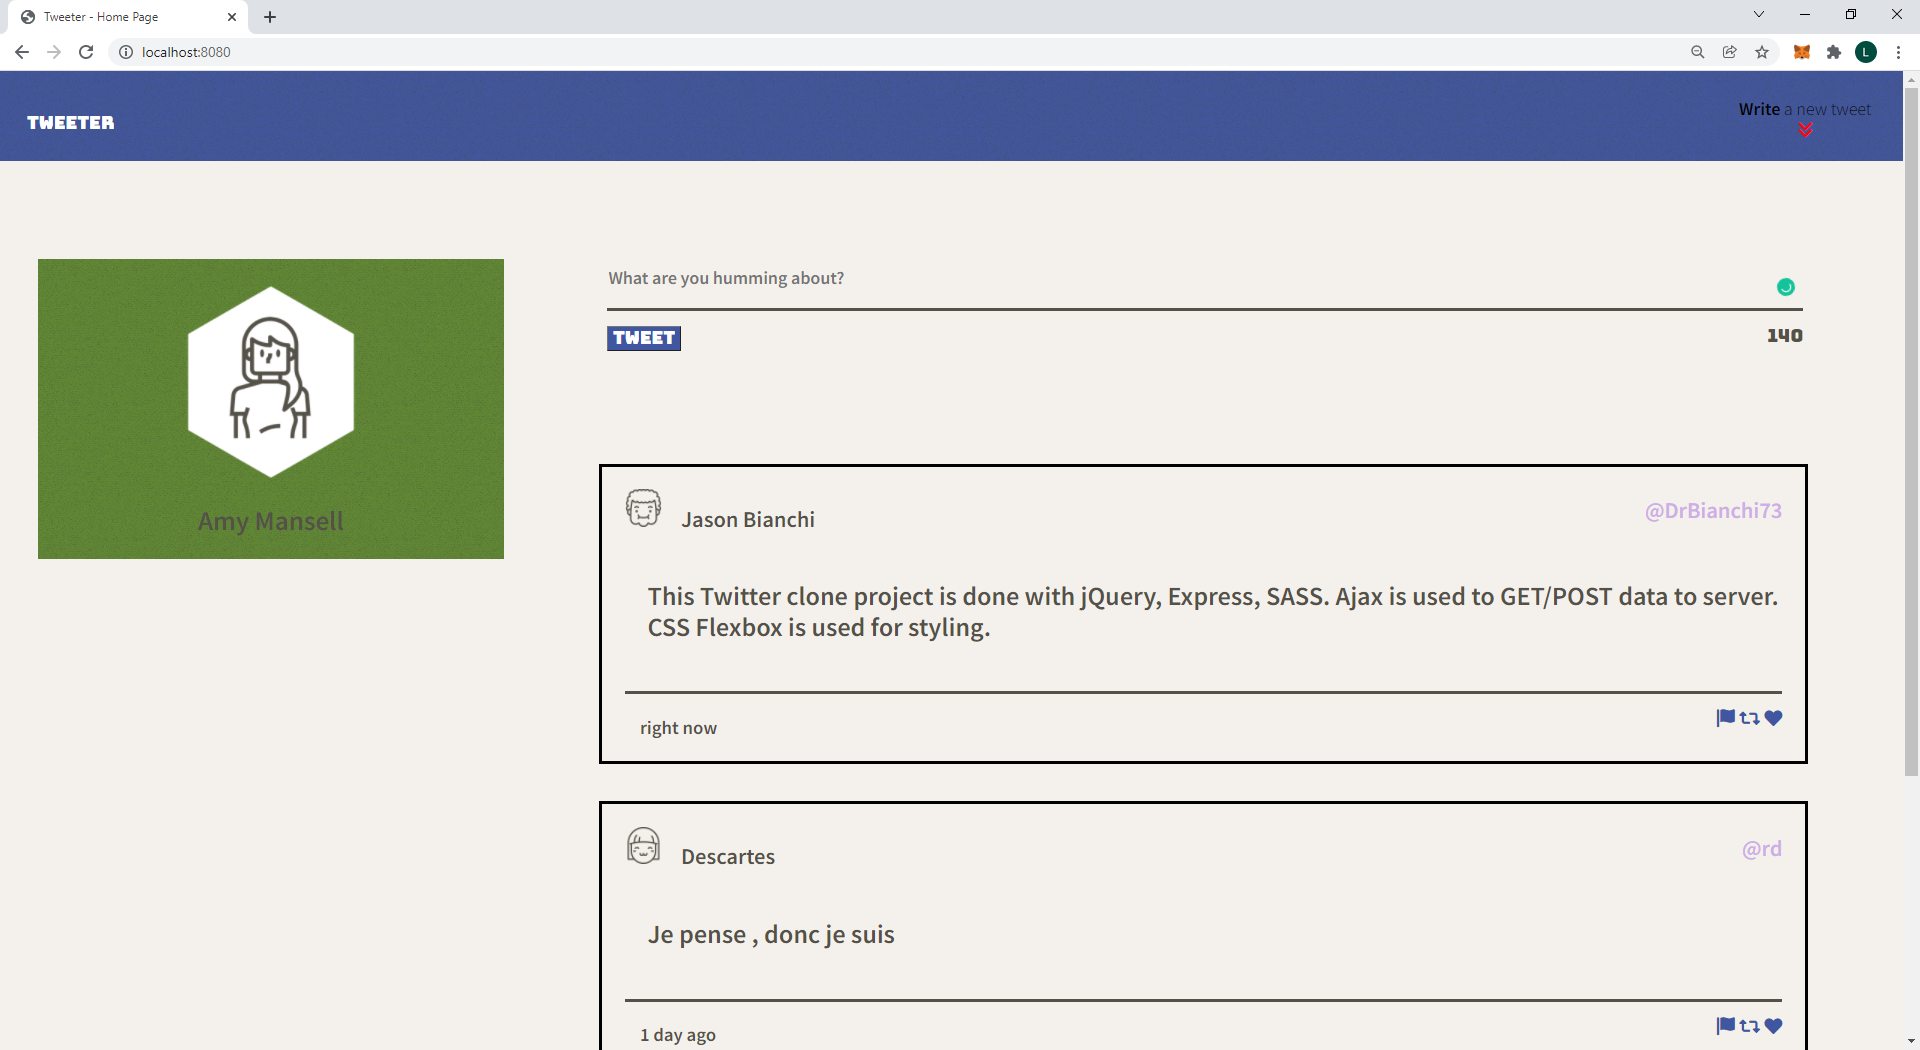 Tweeter - Home Page
localhost:8080
L
TWEETER
Write a new tweet
Amy Mansell
What are you humming about?
TWEET
140
Jason Bianchi
@DrBianchi73
This Twitter clone project is done with jQuery, Express, SASS. Ajax is used to GET/POST data to server.
CSS Flexbox is used for styling.
right now
Descartes
@rd
Je pense , donc je suis
1 day ago